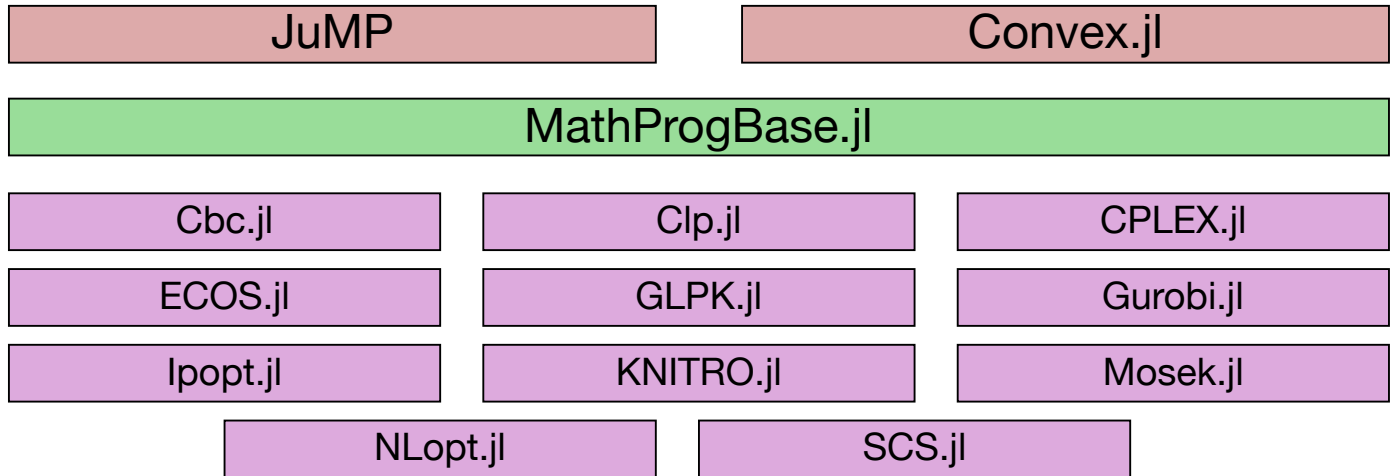 JuMP Convex.jl
MathProgBase.jl
Cbc.jl Clp.jl CPLEX.jl
ECOS.jl GLPK.jl Gurobi.jl
Ipopt.jl KNITRO.jl Mosek.jl
NLopt.jl SCS.jl